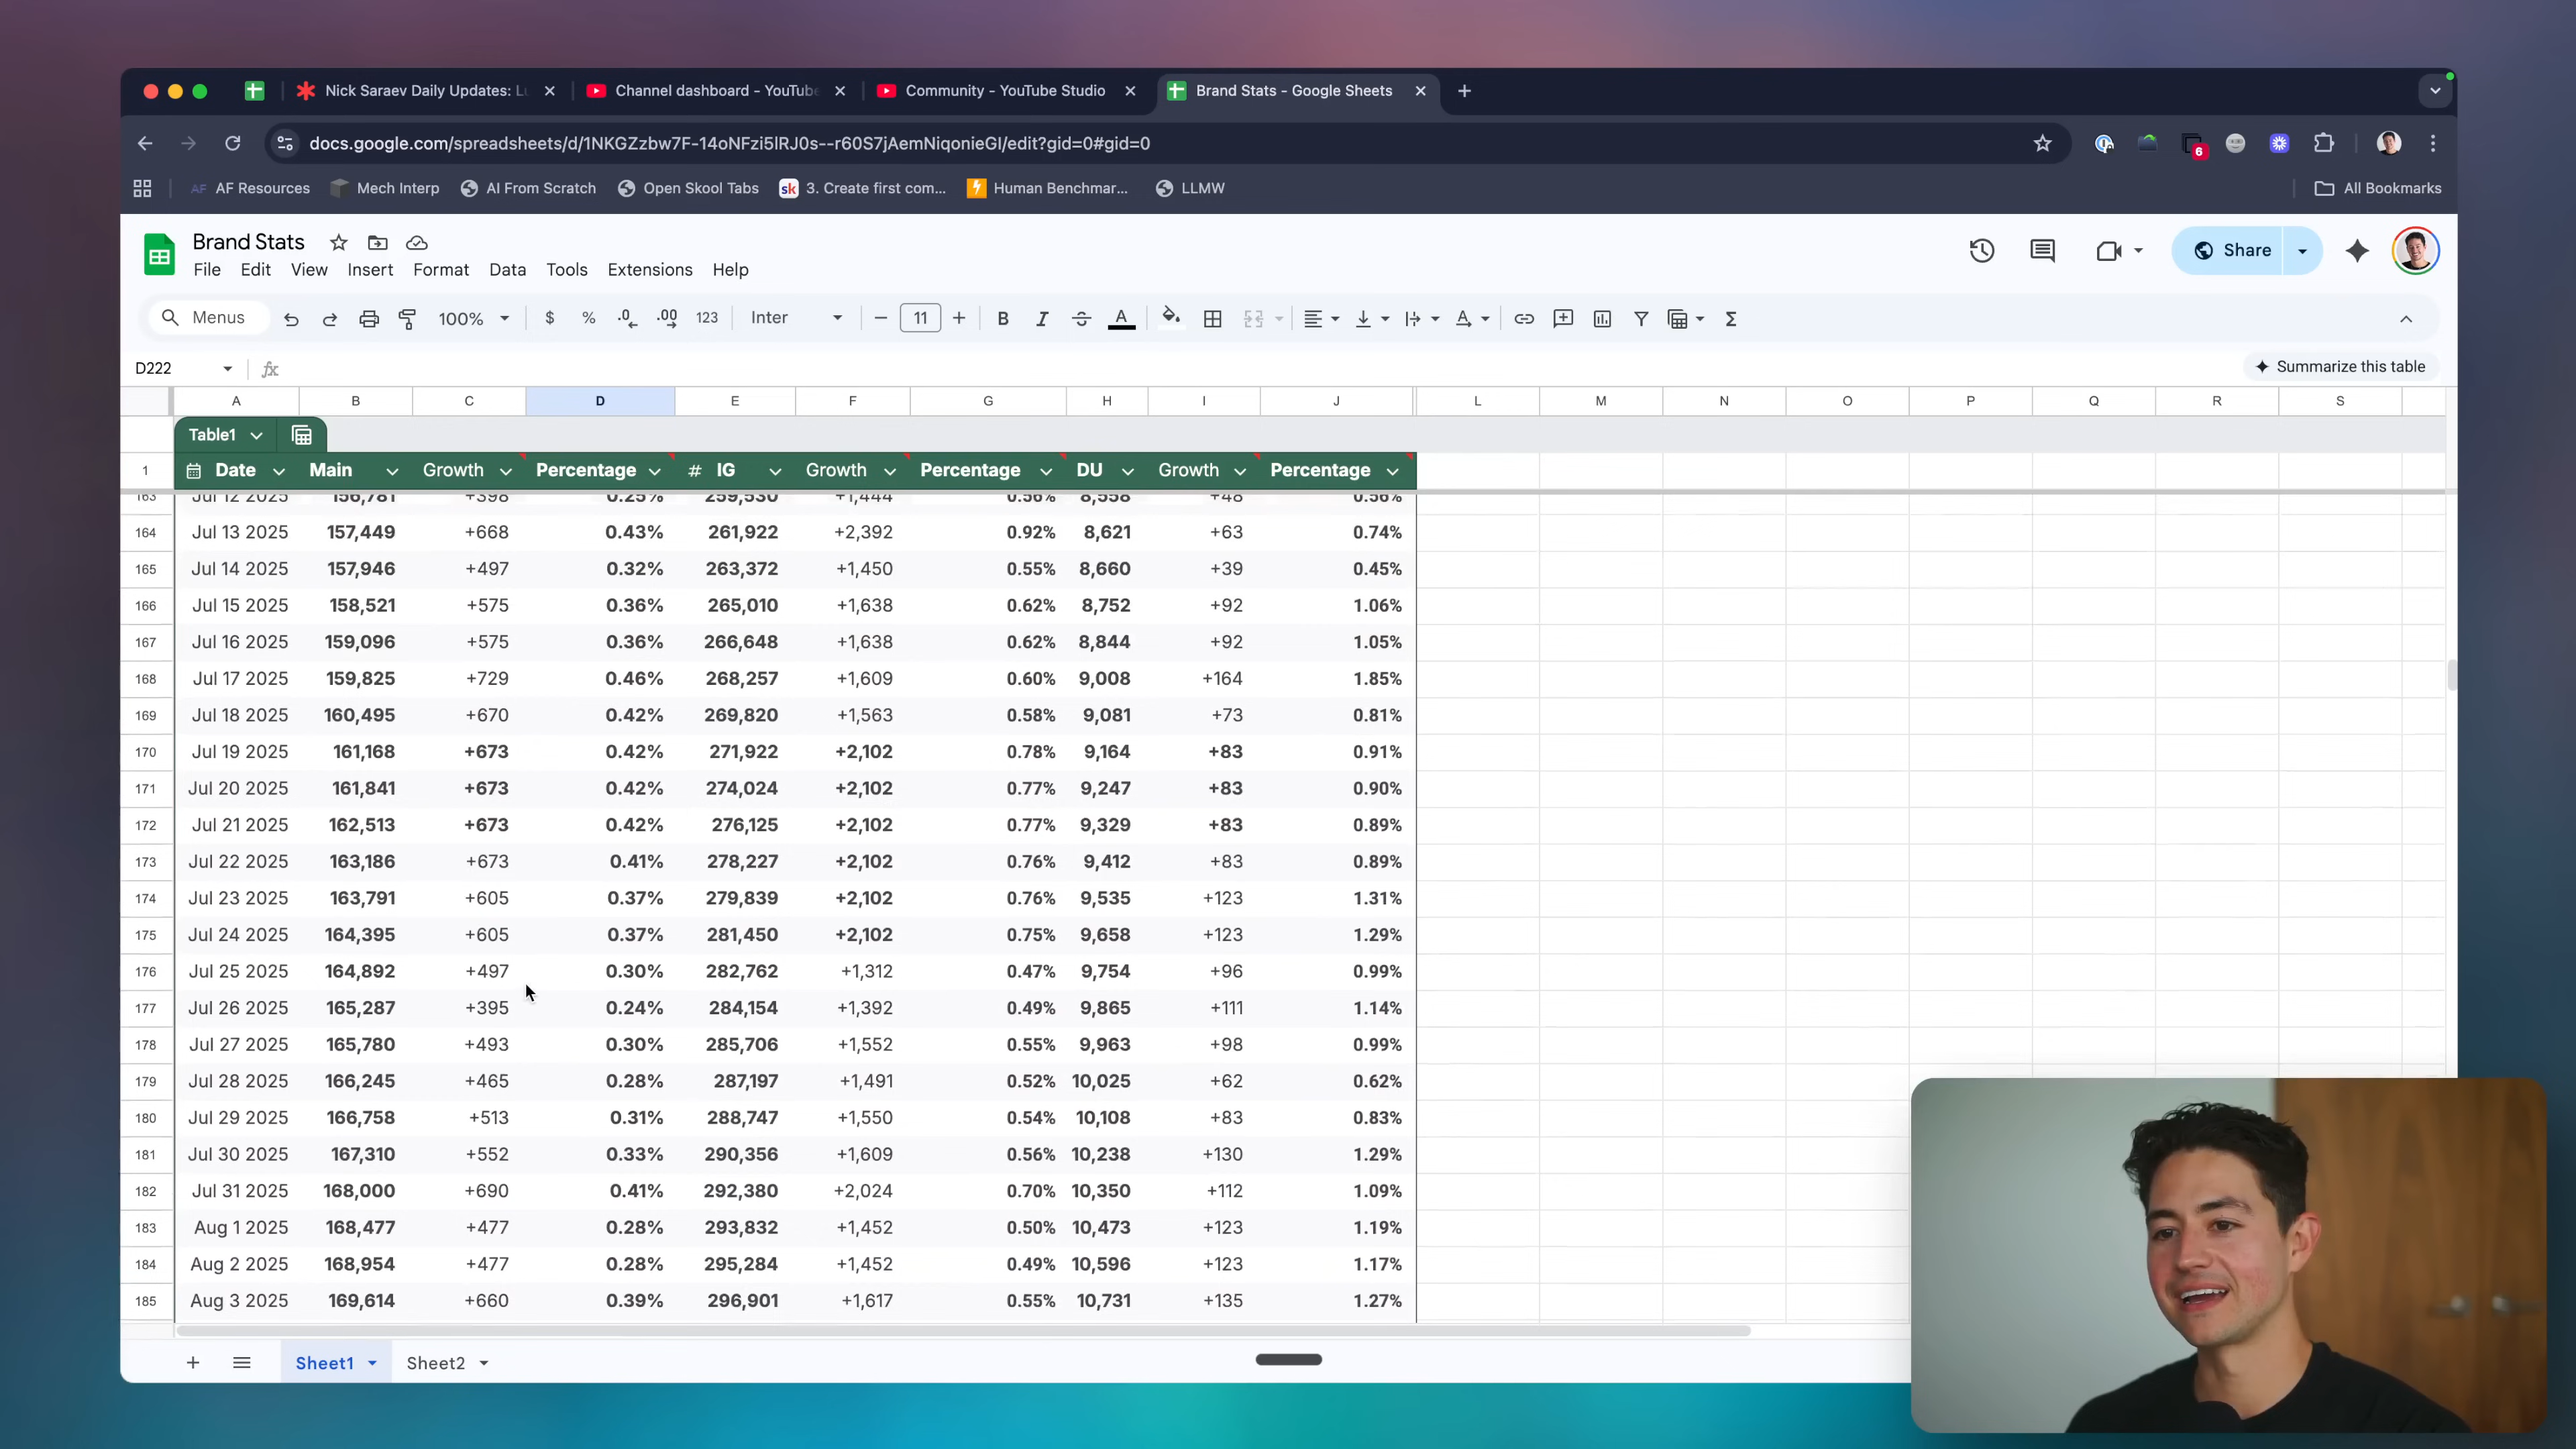 Nick Saraev Daily Updates: Lu
Channel dashboard - YouTube
Community - YouTube Studio
Brand Stats - Google Sheets
docs.google.com/spreadsheets/d/1NKGZzbw7F-14oNFzi5lRJ0s--r60S7jAemNiqonieGI/edit?gid=0#gid=0
6
AF AF Resources
Mech Interp
AI From Scratch
Open Skool Tabs
sk 3. Create first com...
Human Benchmar...
LLMW
All Bookmarks
Brand Stats
File Edit View Insert Format Data Tools Extensions Help
Share
Menus 100% $ % .0 .00 123 Inter 11 B I S A Σ
D222 fx
Summarize this table
A B C D E F G H I J L M N O P Q R S
Table1
1 Date Main Growth Percentage # IG Growth Percentage DU Growth Percentage
163 Jul 12 2025 156,781 +398 0.25% 259,530 +1,444 0.56% 8,558 +48 0.56%
164 Jul 13 2025 157,449 +668 0.43% 261,922 +2,392 0.92% 8,621 +63 0.74%
165 Jul 14 2025 157,946 +497 0.32% 263,372 +1,450 0.55% 8,660 +39 0.45%
166 Jul 15 2025 158,521 +575 0.36% 265,010 +1,638 0.62% 8,752 +92 1.06%
167 Jul 16 2025 159,096 +575 0.36% 266,648 +1,638 0.62% 8,844 +92 1.05%
168 Jul 17 2025 159,825 +729 0.46% 268,257 +1,609 0.60% 9,008 +164 1.85%
169 Jul 18 2025 160,495 +670 0.42% 269,820 +1,563 0.58% 9,081 +73 0.81%
170 Jul 19 2025 161,168 +673 0.42% 271,922 +2,102 0.78% 9,164 +83 0.91%
171 Jul 20 2025 161,841 +673 0.42% 274,024 +2,102 0.77% 9,247 +83 0.90%
172 Jul 21 2025 162,513 +673 0.42% 276,125 +2,102 0.77% 9,329 +83 0.89%
173 Jul 22 2025 163,186 +673 0.41% 278,227 +2,102 0.76% 9,412 +83 0.89%
174 Jul 23 2025 163,791 +605 0.37% 279,839 +2,102 0.76% 9,535 +123 1.31%
175 Jul 24 2025 164,395 +605 0.37% 281,450 +2,102 0.75% 9,658 +123 1.29%
176 Jul 25 2025 164,892 +497 0.30% 282,762 +1,312 0.47% 9,754 +96 0.99%
177 Jul 26 2025 165,287 +395 0.24% 284,154 +1,392 0.49% 9,865 +111 1.14%
178 Jul 27 2025 165,780 +493 0.30% 285,706 +1,552 0.55% 9,963 +98 0.99%
179 Jul 28 2025 166,245 +465 0.28% 287,197 +1,491 0.52% 10,025 +62 0.62%
180 Jul 29 2025 166,758 +513 0.31% 288,747 +1,550 0.54% 10,108 +83 0.83%
181 Jul 30 2025 167,310 +552 0.33% 290,356 +1,609 0.56% 10,238 +130 1.29%
182 Jul 31 2025 168,000 +690 0.41% 292,380 +2,024 0.70% 10,350 +112 1.09%
183 Aug 1 2025 168,477 +477 0.28% 293,832 +1,452 0.50% 10,473 +123 1.19%
184 Aug 2 2025 168,954 +477 0.28% 295,284 +1,452 0.49% 10,596 +123 1.17%
185 Aug 3 2025 169,614 +660 0.39% 296,901 +1,617 0.55% 10,731 +135 1.27%
Sheet1 Sheet2